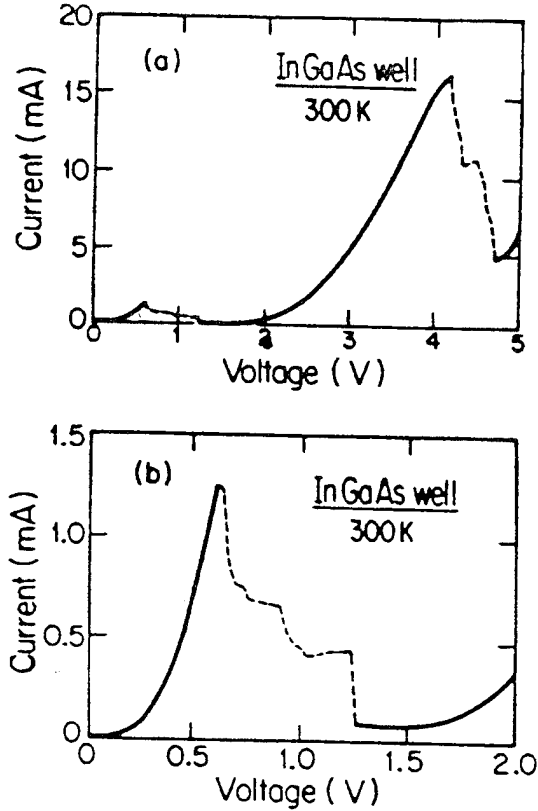 20
(a)
InGaAs well
15
300K
Current (mA)
10
5
0
0 1 2 3 4 5
Voltage (V)
1.5
(b)
InGaAs well
1.0
300K
Current (mA)
0.5
0
0 0.5 1.0 1.5 2.0
Voltage (V)